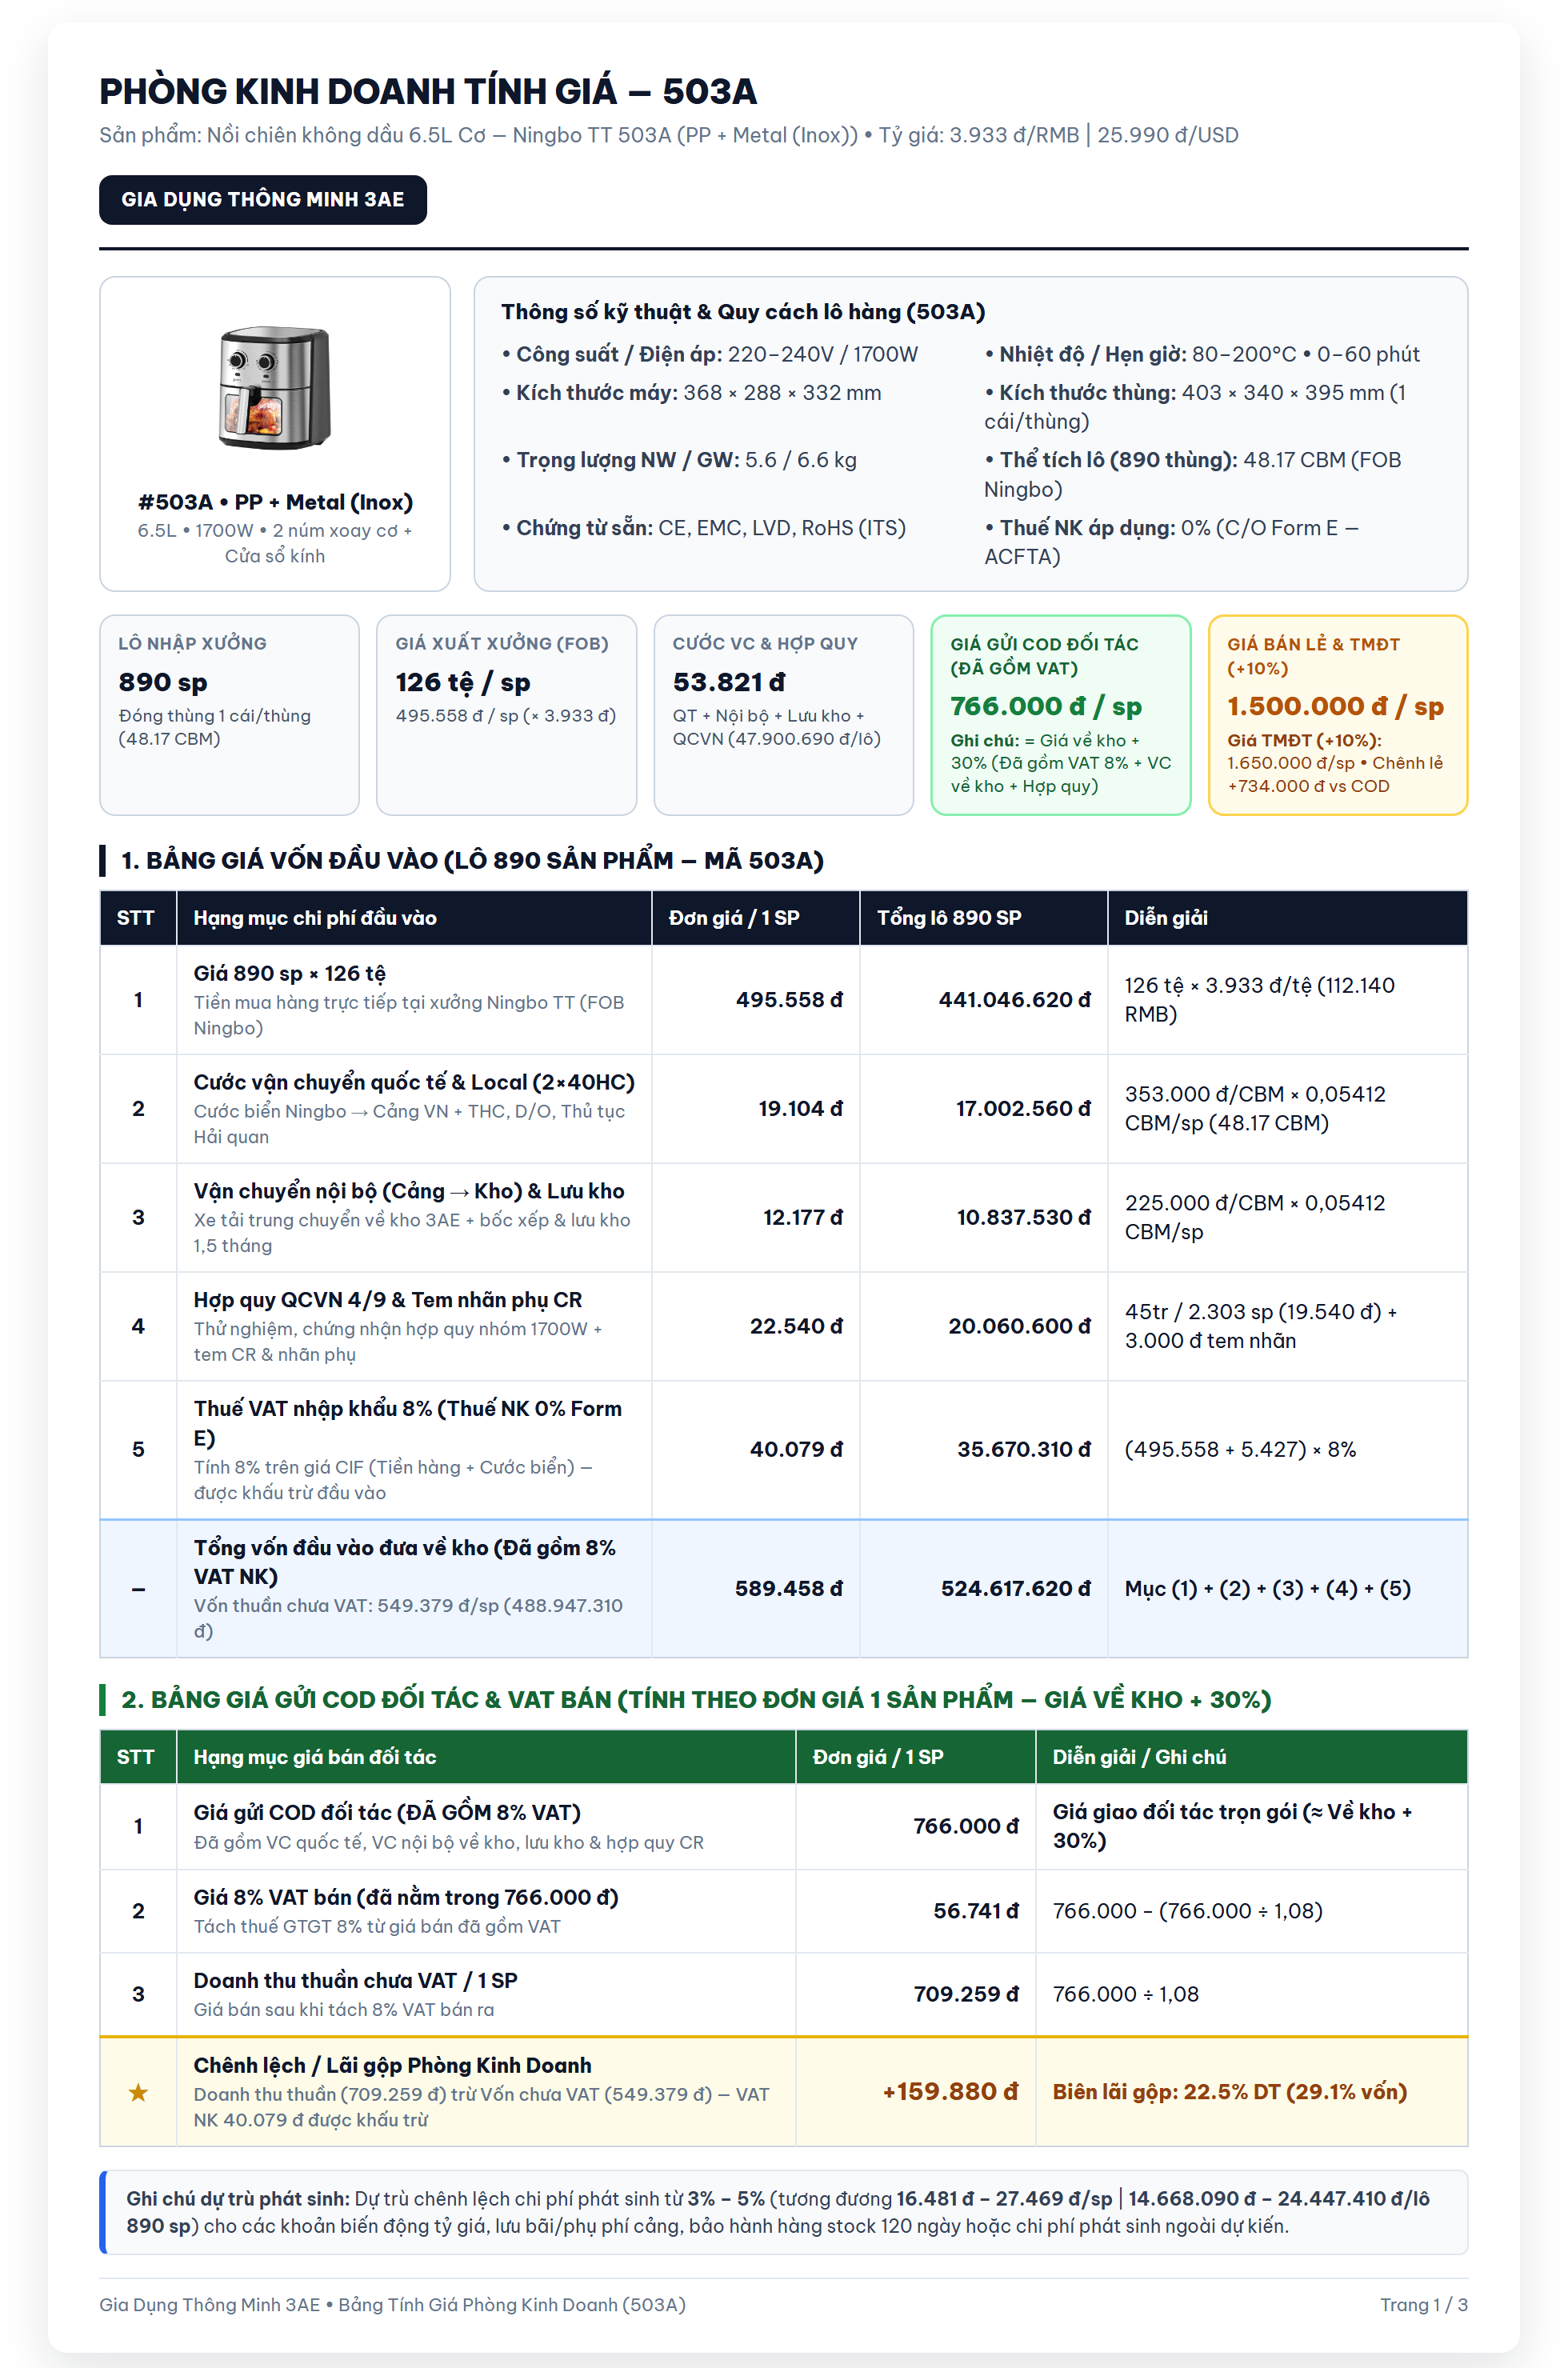 PHÒNG KINH DOANH TÍNH GIÁ — 503A
Sản phẩm: Nồi chiên không dầu 6.5L Cơ — Ningbo TT 503A (PP + Metal (Inox)) • Tỷ giá: 3.933 đ/RMB | 25.990 đ/USD
GIA DỤNG THÔNG MINH 3AE
#503A • PP + Metal (Inox)
6.5L • 1700W • 2 núm xoay cơ +
Cửa sổ kính
Thông số kỹ thuật & Quy cách lô hàng (503A)
• Công suất / Điện áp: 220–240V / 1700W
• Nhiệt độ / Hẹn giờ: 80–200°C • 0–60 phút
• Kích thước máy: 368 × 288 × 332 mm
• Kích thước thùng: 403 × 340 × 395 mm (1
cái/thùng)
• Trọng lượng NW / GW: 5.6 / 6.6 kg
• Thể tích lô (890 thùng): 48.17 CBM (FOB
Ningbo)
• Chứng từ sẵn: CE, EMC, LVD, RoHS (ITS)
• Thuế NK áp dụng: 0% (C/O Form E —
ACFTA)
LÔ NHẬP XƯỞNG
890 sp
Đóng thùng 1 cái/thùng
(48.17 CBM)
GIÁ XUẤT XƯỞNG (FOB)
126 tệ / sp
495.558 đ / sp (× 3.933 đ)
CƯỚC VC & HỢP QUY
53.821 đ
QT + Nội bộ + Lưu kho +
QCVN (47.900.690 đ/lô)
GIÁ GỬI COD ĐỐI TÁC
(ĐÃ GỒM VAT)
766.000 đ / sp
Ghi chú: = Giá về kho +
30% (Đã gồm VAT 8% + VC
về kho + Hợp quy)
GIÁ BÁN LẺ & TMĐT
(+10%)
1.500.000 đ / sp
Giá TMĐT (+10%):
1.650.000 đ/sp • Chênh lẻ
+734.000 đ vs COD
1. BẢNG GIÁ VỐN ĐẦU VÀO (LÔ 890 SẢN PHẨM — MÃ 503A)
STT Hạng mục chi phí đầu vào Đơn giá / 1 SP Tổng lô 890 SP Diễn giải
1
Giá 890 sp × 126 tệ
Tiền mua hàng trực tiếp tại xưởng Ningbo TT (FOB
Ningbo)
495.558 đ
441.046.620 đ
126 tệ × 3.933 đ/tệ (112.140
RMB)
2
Cước vận chuyển quốc tế & Local (2×40HC)
Cước biển Ningbo → Cảng VN + THC, D/O, Thủ tục
Hải quan
19.104 đ
17.002.560 đ
353.000 đ/CBM × 0,05412
CBM/sp (48.17 CBM)
3
Vận chuyển nội bộ (Cảng → Kho) & Lưu kho
Xe tải trung chuyển về kho 3AE + bốc xếp & lưu kho
1,5 tháng
12.177 đ
10.837.530 đ
225.000 đ/CBM × 0,05412
CBM/sp
4
Hợp quy QCVN 4/9 & Tem nhãn phụ CR
Thử nghiệm, chứng nhận hợp quy nhóm 1700W +
tem CR & nhãn phụ
22.540 đ
20.060.600 đ
45tr / 2.303 sp (19.540 đ) +
3.000 đ tem nhãn
5
Thuế VAT nhập khẩu 8% (Thuế NK 0% Form
E)
Tính 8% trên giá CIF (Tiền hàng + Cước biển) —
được khấu trừ đầu vào
40.079 đ
35.670.310 đ
(495.558 + 5.427) × 8%
—
Tổng vốn đầu vào đưa về kho (Đã gồm 8%
VAT NK)
Vốn thuần chưa VAT: 549.379 đ/sp (488.947.310
đ)
589.458 đ
524.617.620 đ
Mục (1) + (2) + (3) + (4) + (5)
2. BẢNG GIÁ GỬI COD ĐỐI TÁC & VAT BÁN (TÍNH THEO ĐƠN GIÁ 1 SẢN PHẨM — GIÁ VỀ KHO + 30%)
STT Hạng mục giá bán đối tác Đơn giá / 1 SP Diễn giải / Ghi chú
1
Giá gửi COD đối tác (ĐÃ GỒM 8% VAT)
Đã gồm VC quốc tế, VC nội bộ về kho, lưu kho & hợp quy CR
766.000 đ
Giá giao đối tác trọn gói (≈ Về kho +
30%)
2
Giá 8% VAT bán (đã nằm trong 766.000 đ)
Tách thuế GTGT 8% từ giá bán đã gồm VAT
56.741 đ
766.000 – (766.000 ÷ 1,08)
3
Doanh thu thuần chưa VAT / 1 SP
Giá bán sau khi tách 8% VAT bán ra
709.259 đ
766.000 ÷ 1,08
★
Chênh lệch / Lãi gộp Phòng Kinh Doanh
Doanh thu thuần (709.259 đ) trừ Vốn chưa VAT (549.379 đ) — VAT
NK 40.079 đ được khấu trừ
+159.880 đ
Biên lãi gộp: 22.5% DT (29.1% vốn)
Ghi chú dự trù phát sinh: Dự trù chênh lệch chi phí phát sinh từ 3% – 5% (tương đương 16.481 đ – 27.469 đ/sp | 14.668.090 đ – 24.447.410 đ/lô
890 sp) cho các khoản biến động tỷ giá, lưu bãi/phụ phí cảng, bảo hành hàng stock 120 ngày hoặc chi phí phát sinh ngoài dự kiến.
Gia Dụng Thông Minh 3AE • Bảng Tính Giá Phòng Kinh Doanh (503A)
Trang 1 / 3